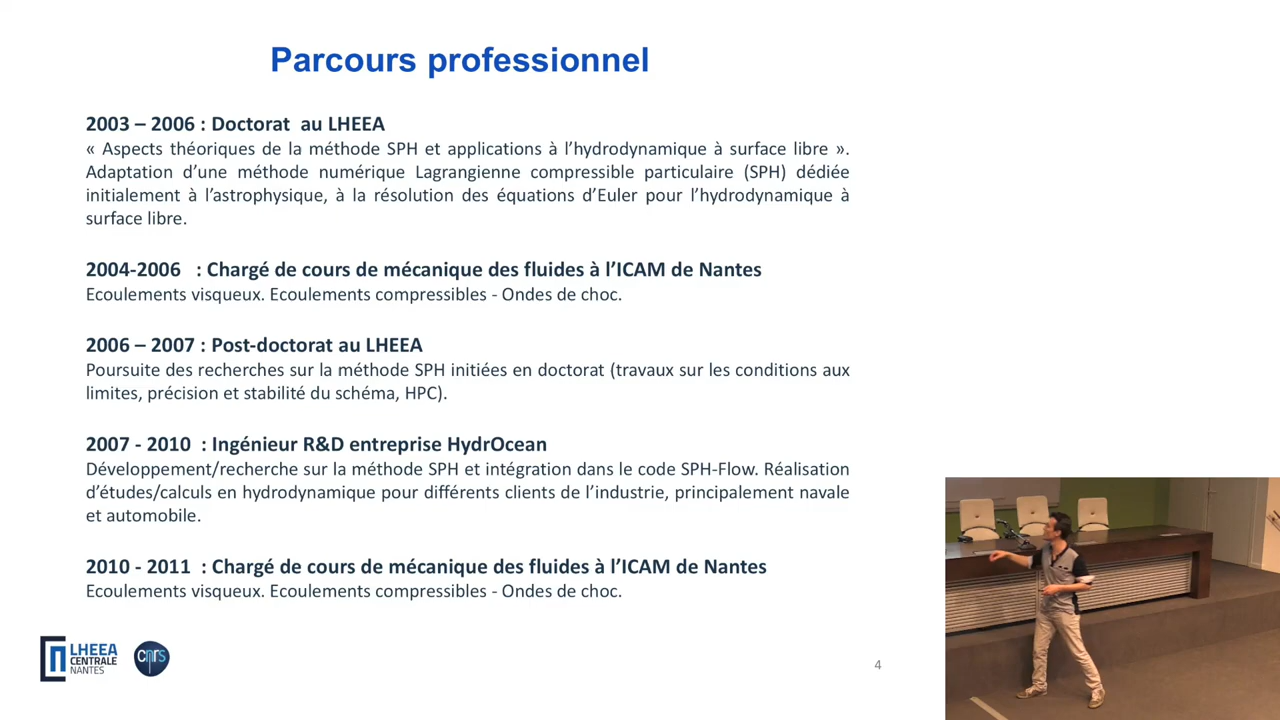 Parcours professionnel
2003 – 2006 : Doctorat au LHEEA
« Aspects théoriques de la méthode SPH et applications à l’hydrodynamique à surface libre ».
Adaptation d’une méthode numérique Lagrangienne compressible particulaire (SPH) dédiée
initialement à l’astrophysique, à la résolution des équations d’Euler pour l’hydrodynamique à
surface libre.
2004-2006 : Chargé de cours de mécanique des fluides à l’ICAM de Nantes
Ecoulements visqueux. Ecoulements compressibles - Ondes de choc.
2006 – 2007 : Post-doctorat au LHEEA
Poursuite des recherches sur la méthode SPH initiées en doctorat (travaux sur les conditions aux
limites, précision et stabilité du schéma, HPC).
2007 - 2010 : Ingénieur R&D entreprise HydrOcean
Développement/recherche sur la méthode SPH et intégration dans le code SPH-Flow. Réalisation
d’études/calculs en hydrodynamique pour différents clients de l’industrie, principalement navale
et automobile.
2010 - 2011 : Chargé de cours de mécanique des fluides à l’ICAM de Nantes
Ecoulements visqueux. Ecoulements compressibles - Ondes de choc.
LHEEA
CENTRALE
NANTES
cnrs
4